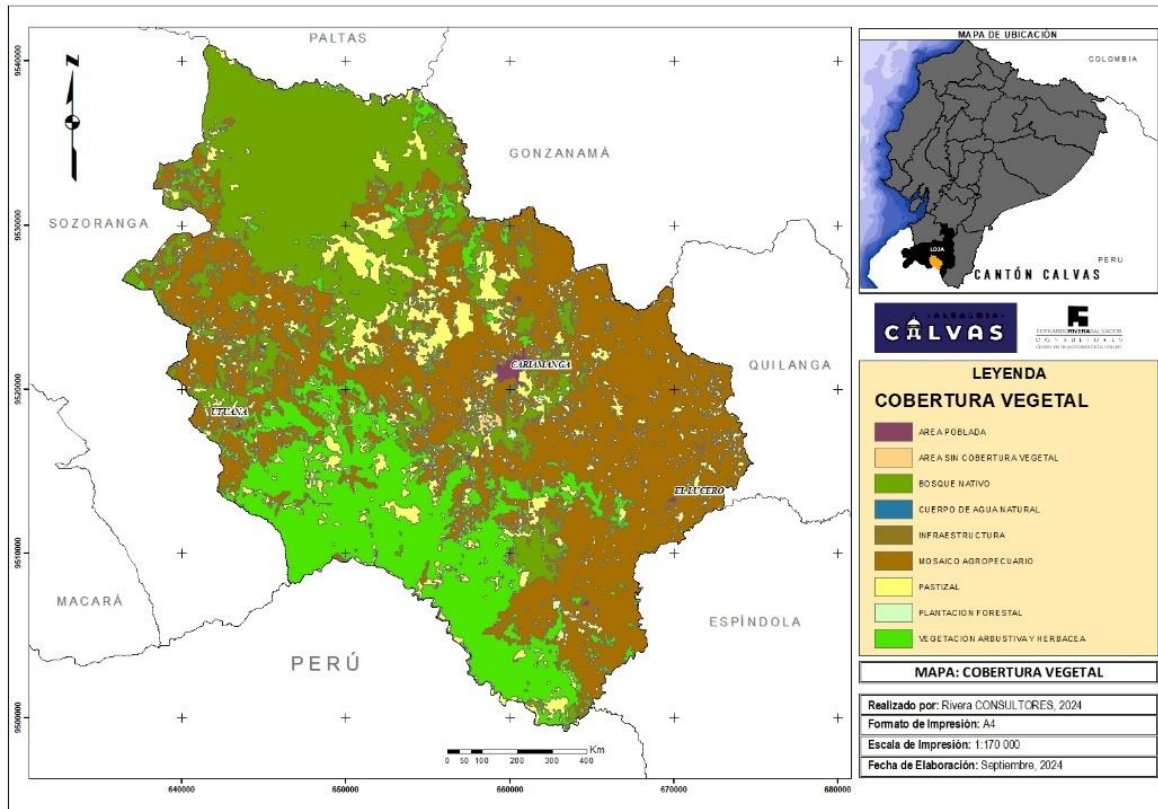 PALTAS
GONZANAMÁ
SOZORANGA
QUILANGA
CARIAMANGA
UTUANA
EL LUCERO
MACARÁ
ESPÌNDOLA
PERÚ
N
9540000
9530000
9520000
9510000
9500000
640000
650000
660000
670000
680000
Km
0 50 100 200 300 400
MAPA DE UBICACIÓN
COLOMBIA
LOJA
PERU
CANTÓN CALVAS
ALCALDÍA
CALVAS
CONSULTORES
LEYENDA
COBERTURA VEGETAL
AREA POBLADA
AREA SIN COBERTURA VEGETAL
BOSQUE NATIVO
CUERPO DE AGUA NATURAL
INFRAESTRUCTURA
MOSAICO AGROPECUARIO
PASTIZAL
PLANTACION FORESTAL
VEGETACION ARBUSTIVA Y HERBACEA
MAPA: COBERTURA VEGETAL
Realizado por: Rivera CONSULTORES, 2024
Formato de Impresión: A4
Escala de Impresión: 1:170 000
Fecha de Elaboración: Septiembre, 2024